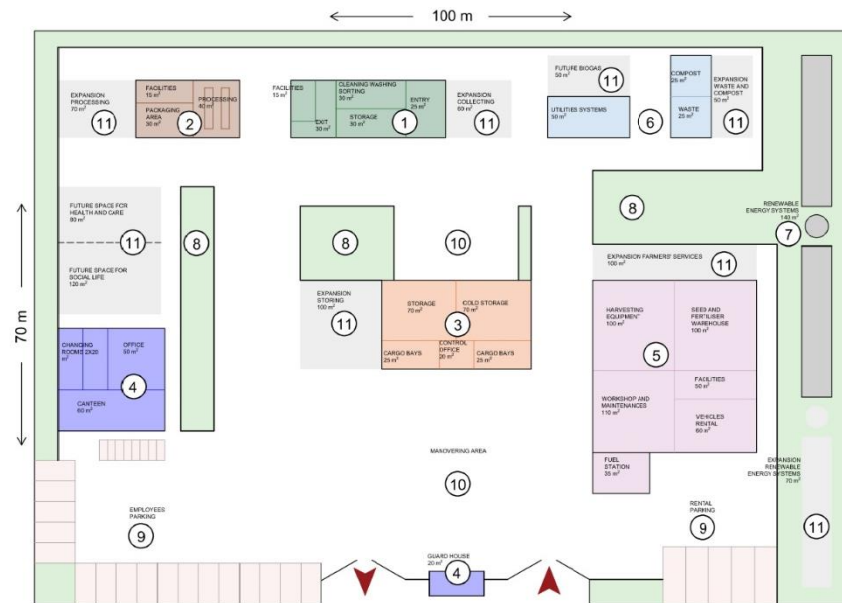 100 m
70 m
EXPANSION
PROCESSING
70 m²
11
FACILITIES
15 m²
PACKAGING
AREA
30 m²
PROCESSING
40 m²
2
FACILITIES
15 m²
CLEANING WASHING
SORTING
30 m²
ENTRY
25 m²
EXIT
30 m²
STORAGE
30 m²
1
EXPANSION
COLLECTING
60 m²
11
FUTURE BIOGAS
50 m²
11
UTILITIES SYSTEMS
50 m²
6
COMPOST
25 m²
WASTE
25 m²
EXPANSION
WASTE AND
COMPOST
50 m²
11
FUTURE SPACE FOR
HEALTH AND CARE
80 m²
11
FUTURE SPACE FOR
SOCIAL LIFE
120 m²
8
8
10
8
RENEWABLE
ENERGY SYSTEMS
140 m²
7
EXPANSION
STORING
100 m²
11
STORAGE
70 m²
COLD STORAGE
70 m²
3
CARGO BAYS
25 m²
CONTROL
OFFICE
20 m²
CARGO BAYS
25 m²
EXPANSION FARMERS' SERVICES
100 m²
11
HARVESTING
EQUIPMENT
100 m²
SEED AND
FERTILISER
WAREHOUSE
100 m²
5
FACILITIES
50 m²
WORKSHOP AND
MAINTENANCES
110 m²
VEHICLES
RENTAL
60 m²
FUEL
STATION
35 m²
CHANGING
ROOMS 2X20
m²
OFFICE
50 m²
4
CANTEEN
60 m²
MANOVERING AREA
10
EXPANSION
RENEWABLE
ENERGY SYSTEMS
70 m²
11
EMPLOYEES
PARKING
9
RENTAL
PARKING
9
GUARD HOUSE
20 m²
4